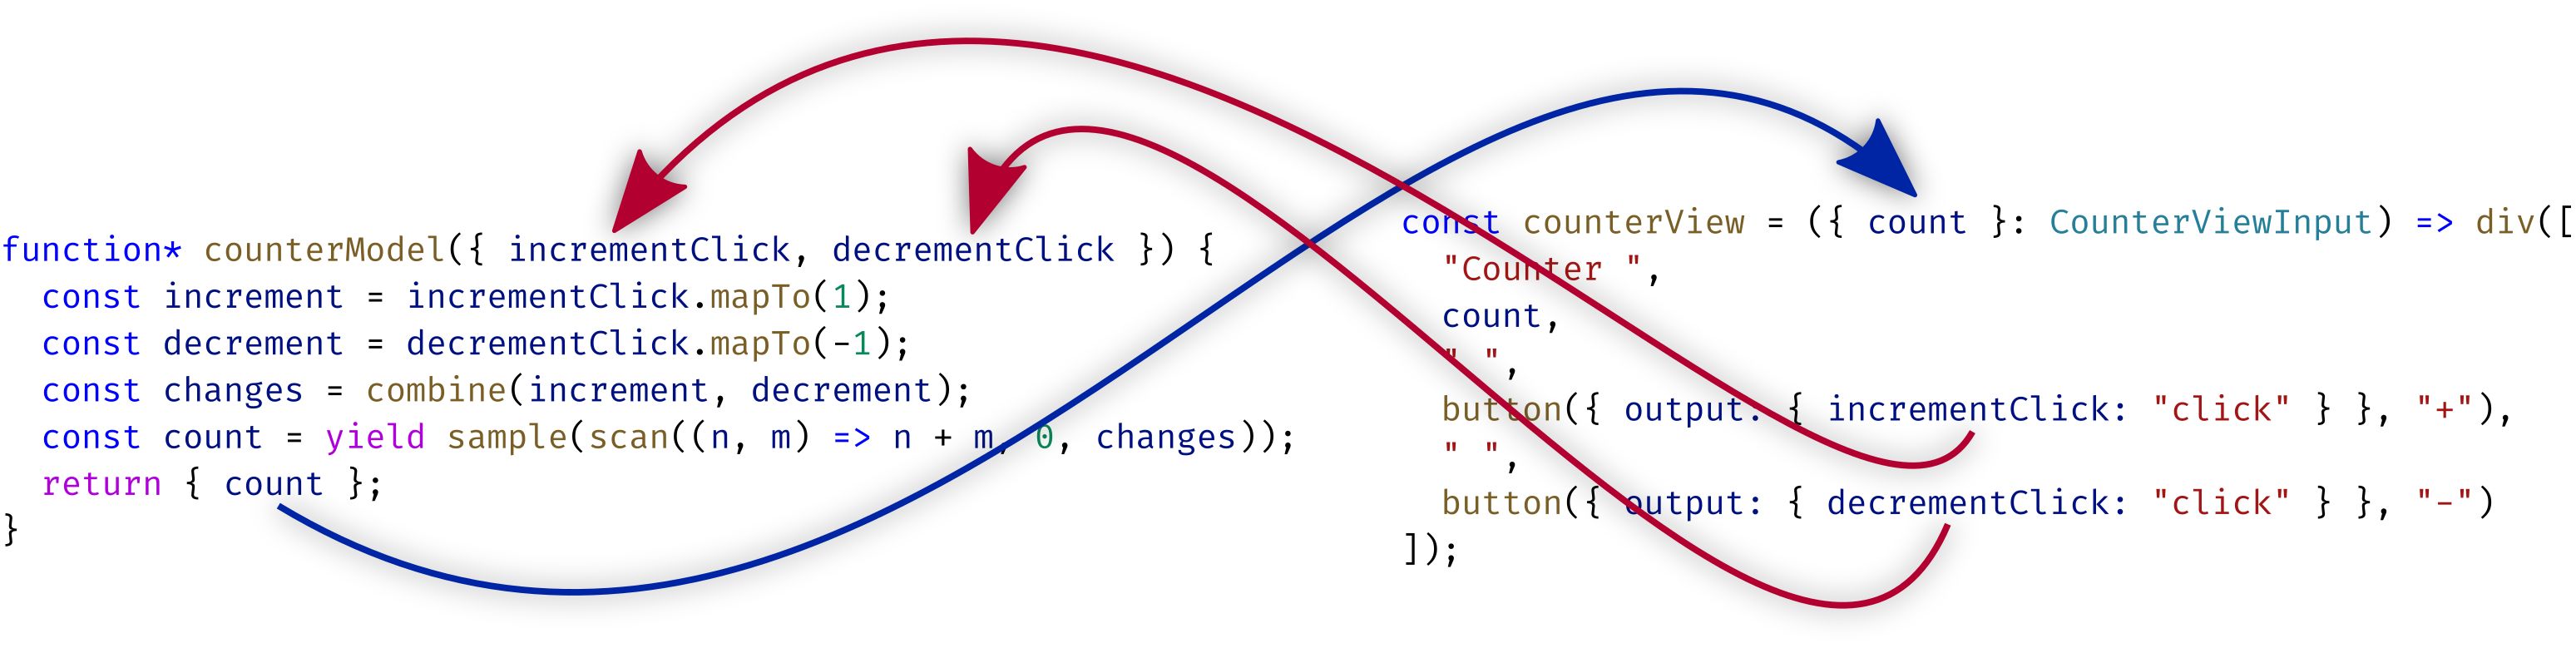 function* counterModel({ incrementClick, decrementClick }) {
  const increment = incrementClick.mapTo(1);
  const decrement = decrementClick.mapTo(-1);
  const changes = combine(increment, decrement);
  const count = yield sample(scan((n, m) => n + m, 0, changes));
  return { count };
}
const counterView = ({ count }: CounterViewInput) => div([
  "Counter ",
  count,
  " ",
  button({ output: { incrementClick: "click" } }, "+"),
  " ",
  button({ output: { decrementClick: "click" } }, "-")
]);